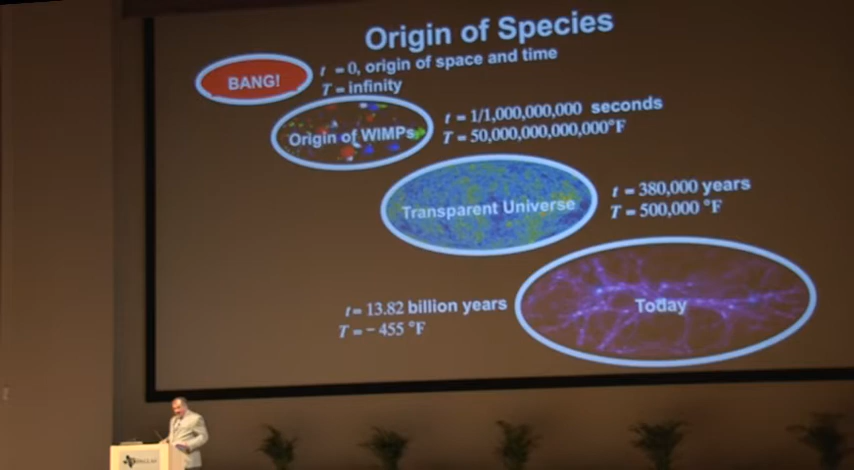 Origin of Species
BANG!
t = 0, origin of space and time
T = infinity
Origin of WIMPs
t = 1/1,000,000,000 seconds
T = 50,000,000,000,000°F
Transparent Universe
t = 380,000 years
T = 500,000 °F
t= 13.82 billion years
T = - 455 °F
Today
DALLAS